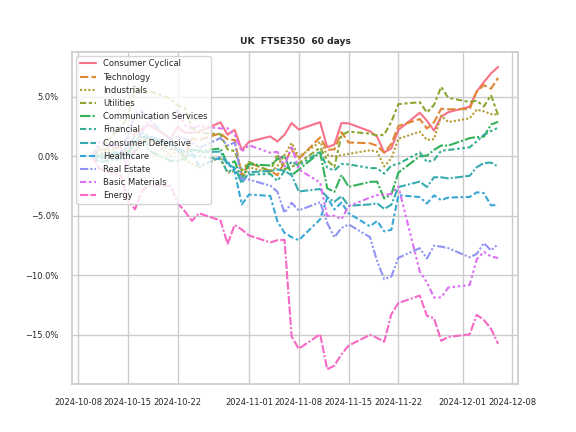 UK  FTSE350  60 days
Consumer Cyclical
Technology
Industrials
Utilities
Communication Services
Financial
Consumer Defensive
Healthcare
Real Estate
Basic Materials
Energy
5.0%
0.0%
−5.0%
−10.0%
−15.0%
2024-10-08 2024-10-15 2024-10-22 2024-11-01 2024-11-08 2024-11-15 2024-11-22 2024-12-01 2024-12-08